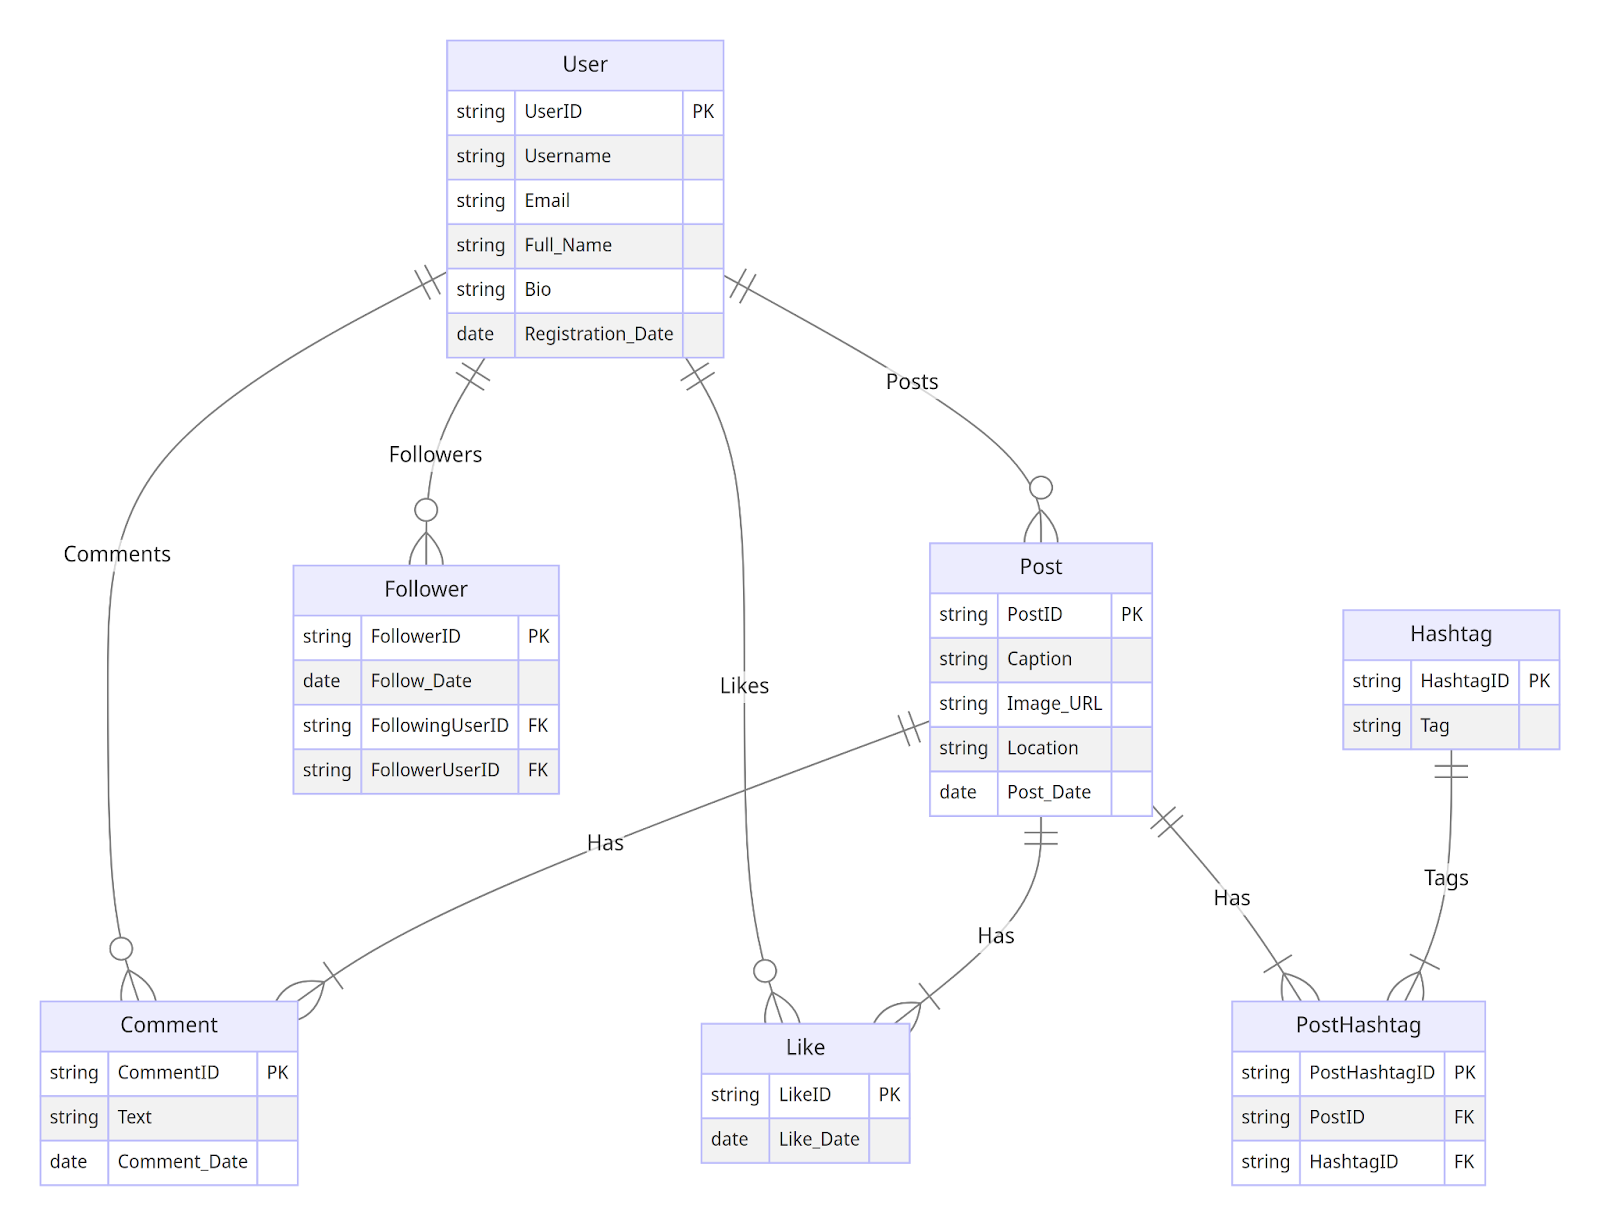 User
string UserID PK
string Username
string Email
string Full_Name
string Bio
date Registration_Date
Posts
Followers
Comments
Likes
Follower
string FollowerID PK
date Follow_Date
string FollowingUserID FK
string FollowerUserID FK
Post
string PostID PK
string Caption
string Image_URL
string Location
date Post_Date
Hashtag
string HashtagID PK
string Tag
Has
Has
Has
Tags
Comment
string CommentID PK
string Text
date Comment_Date
Like
string LikeID PK
date Like_Date
PostHashtag
string PostHashtagID PK
string PostID FK
string HashtagID FK